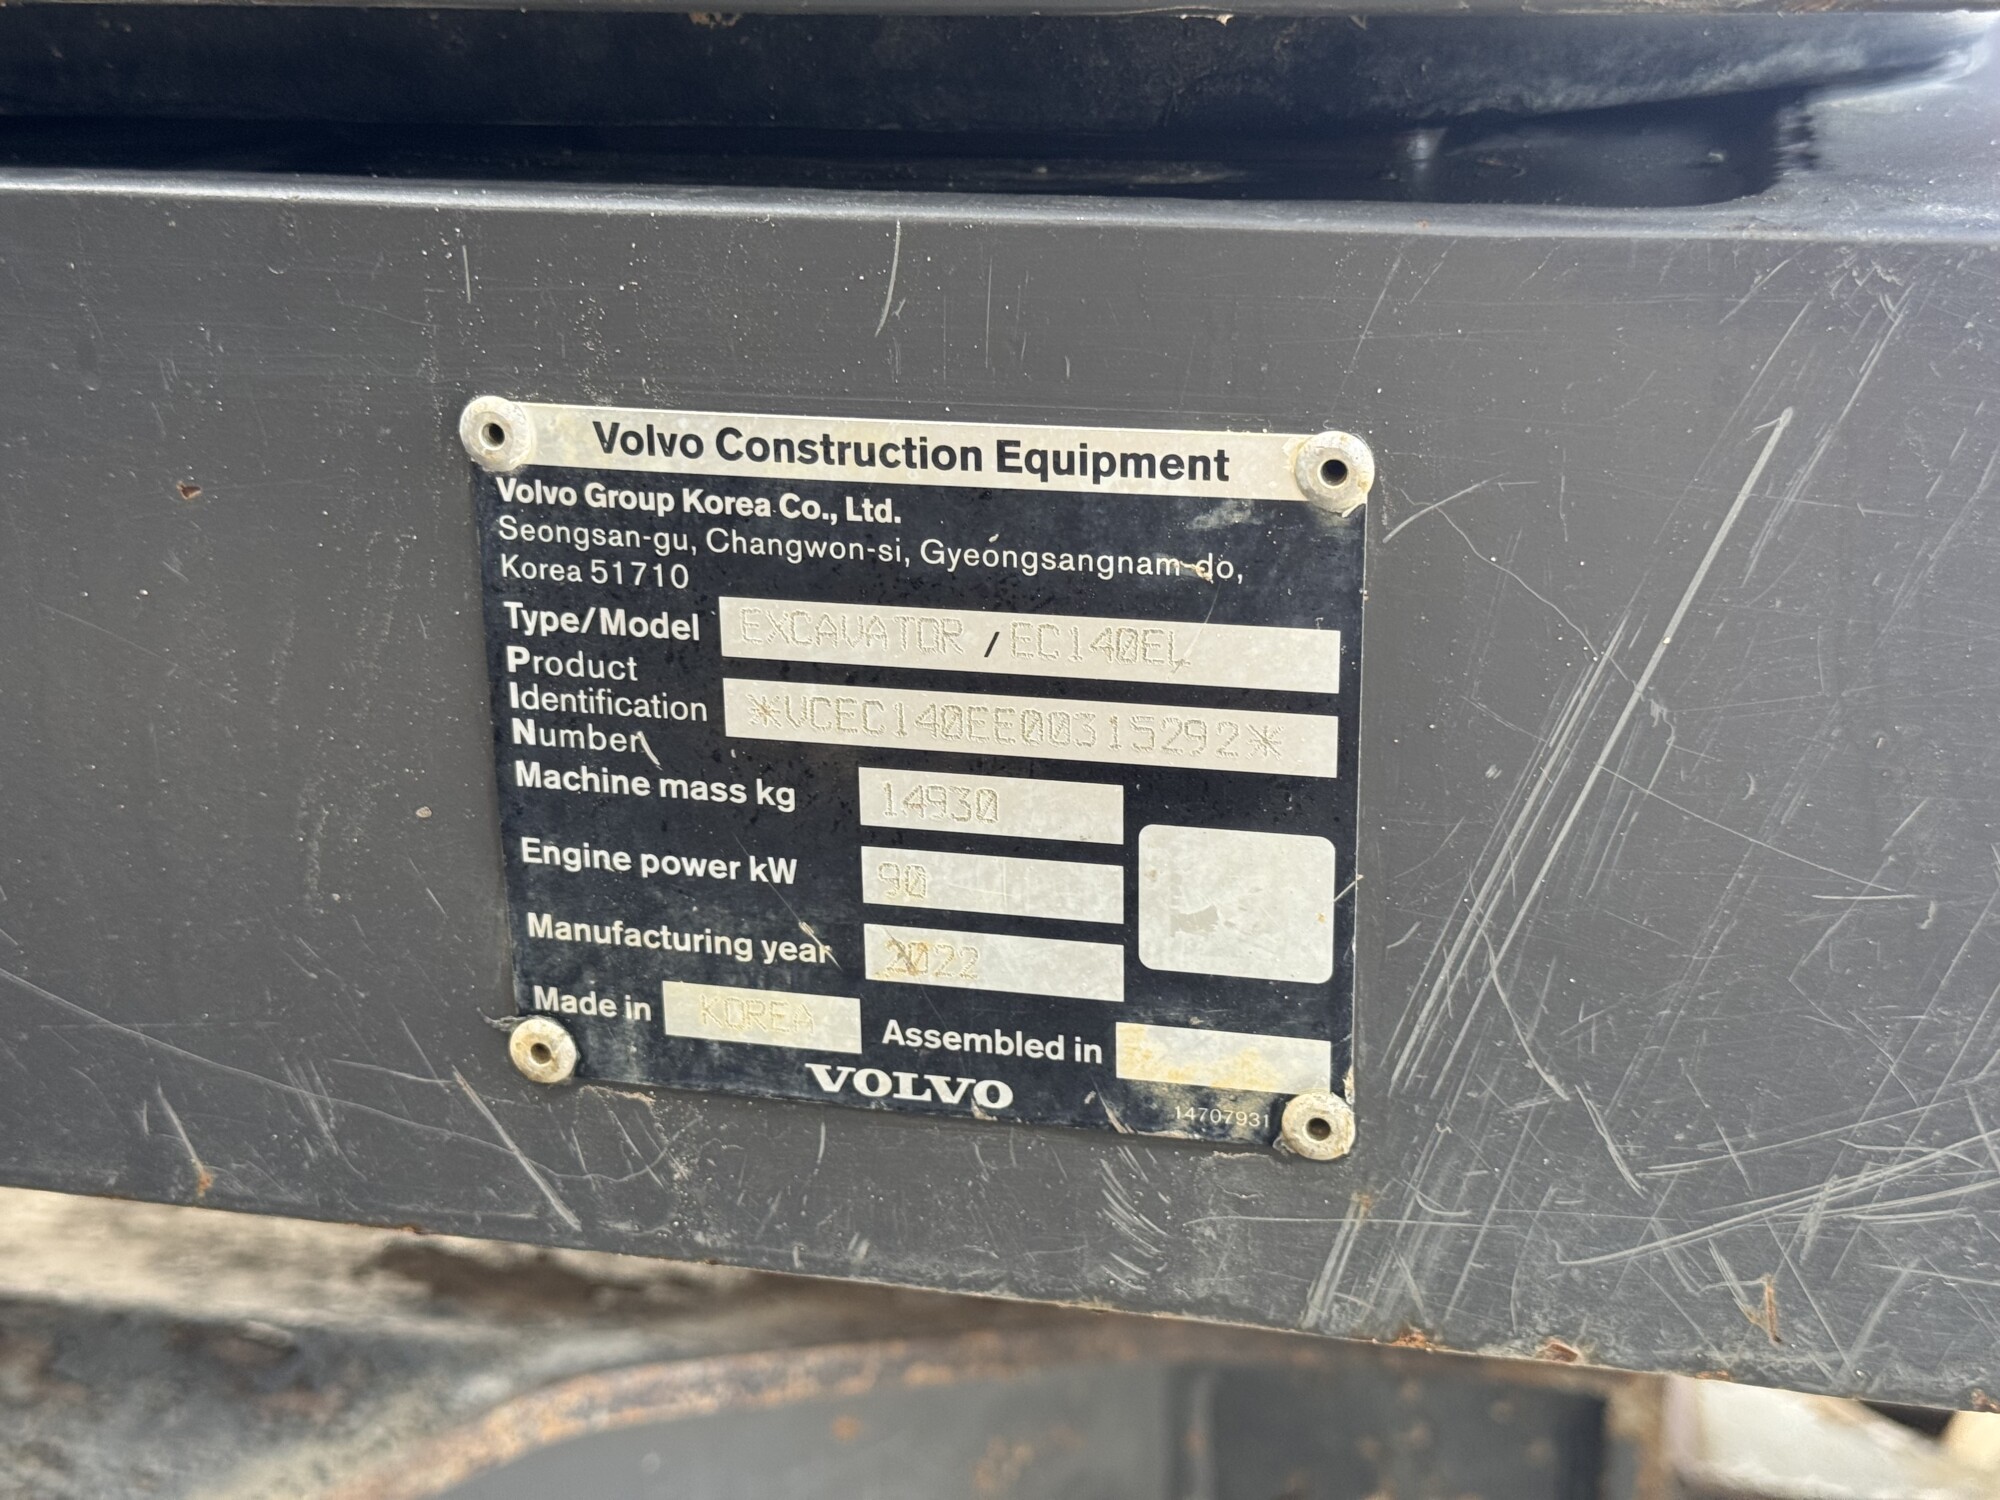 Volvo Construction Equipment
Volvo Group Korea Co., Ltd.
Seongsan-gu, Changwon-si, Gyeongsangnam-do,
Korea 51710
Type/Model EXCAVATOR / EC140EL
Product
Identification *VCEC140EE00315292*
Number
Machine mass kg 14930
Engine power kW 90
Manufacturing year 2022
Made in KOREA Assembled in
VOLVO
14707931